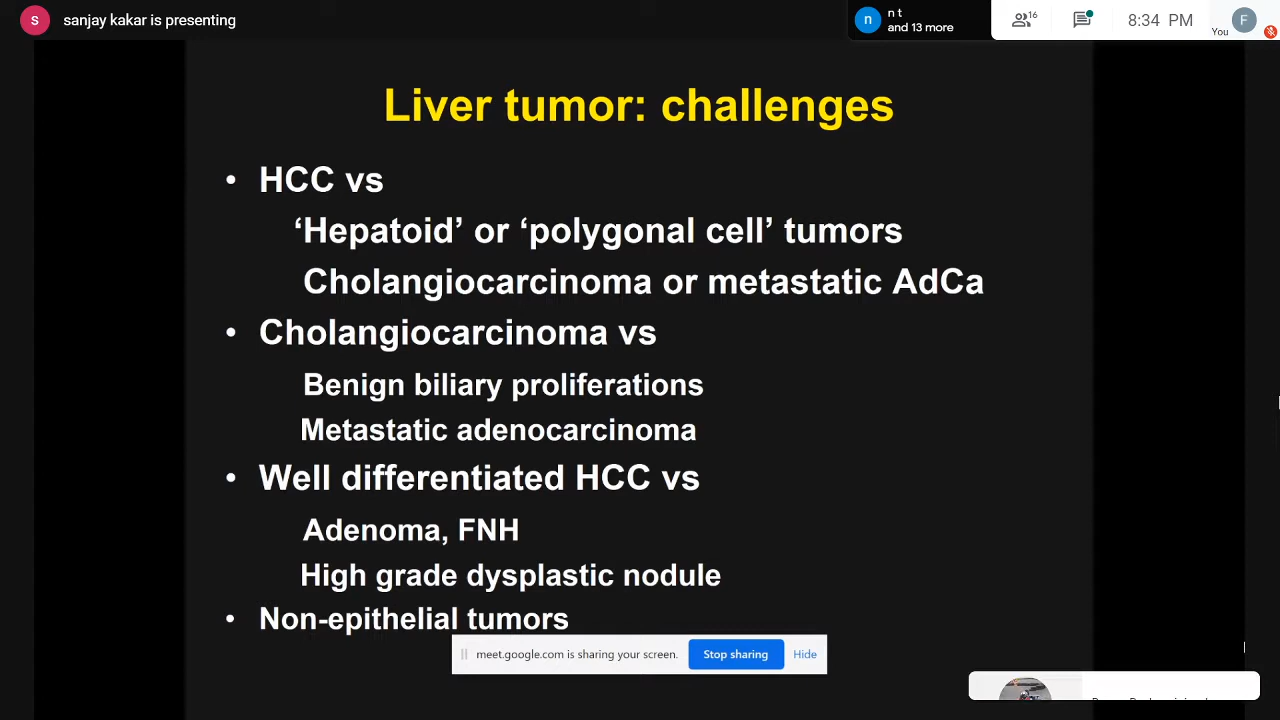 s sanjay kakar is presenting
n n t
and 13 more
16
8:34 PM
You
F
Liver tumor: challenges
• HCC vs
‘Hepatoid’ or ‘polygonal cell’ tumors
Cholangiocarcinoma or metastatic AdCa
• Cholangiocarcinoma vs
Benign biliary proliferations
Metastatic adenocarcinoma
• Well differentiated HCC vs
Adenoma, FNH
High grade dysplastic nodule
• Non-epithelial tumors
meet.google.com is sharing your screen. Stop sharing Hide